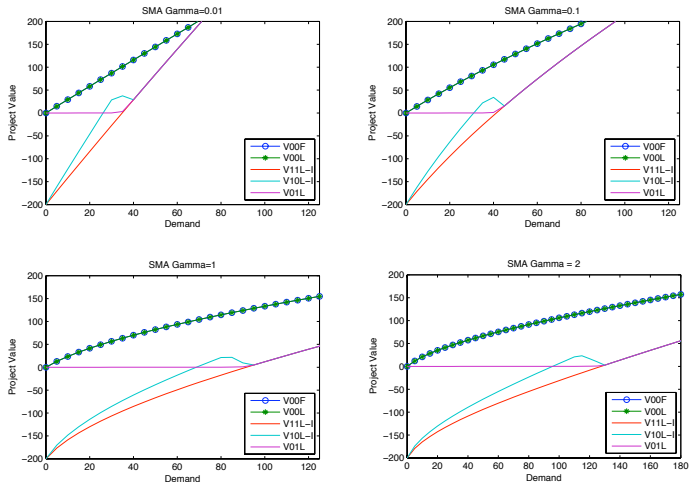 SMA Gamma=0.01
200
150
100
50
0
−50
−100
−150
−200
Project Value
0 20 40 60 80 100 120
Demand
V00F
V00L
V11L−I
V10L−I
V01L
SMA Gamma=0.1
200
150
100
50
0
−50
−100
−150
−200
Project Value
0 20 40 60 80 100 120
Demand
V00F
V00L
V11L−I
V10L−I
V01L
SMA Gamma=1
200
150
100
50
0
−50
−100
−150
−200
Project Value
0 20 40 60 80 100 120
Demand
V00F
V00L
V11L−I
V10L−I
V01L
SMA Gamma = 2
200
150
100
50
0
−50
−100
−150
−200
Project Value
0 20 40 60 80 100 120 140 160 180
Demand
V00F
V00L
V11L−I
V10L−I
V01L